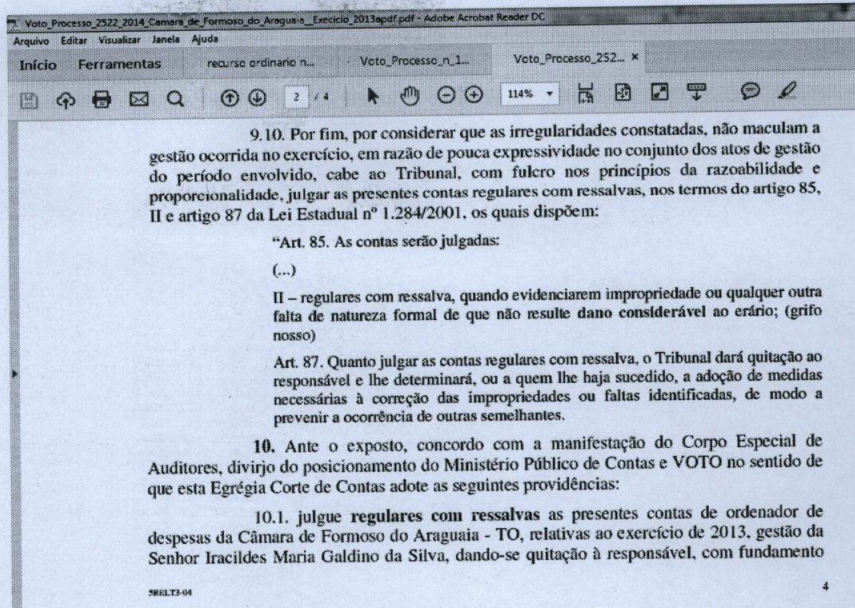 Voto_Processo_2522_2014_Camara_de_Formoso_do_Araguaia__Execicio_2013apdf.pdf - Adobe Acrobat Reader DC
Arquivo Editar Visualizar Janela Ajuda
Início Ferramentas recurso ordinario n... Voto_Processo_n_1... Voto_Processo_252... ×
2 / 4 114%
9.10. Por fim, por considerar que as irregularidades constatadas, não maculam a
gestão ocorrida no exercício, em razão de pouca expressividade no conjunto dos atos de gestão
do período envolvido, cabe ao Tribunal, com fulcro nos princípios da razoabilidade e
proporcionalidade, julgar as presentes contas regulares com ressalvas, nos termos do artigo 85,
II e artigo 87 da Lei Estadual nº 1.284/2001, os quais dispõem:
“Art. 85. As contas serão julgadas:
(...)
II – regulares com ressalva, quando evidenciarem impropriedade ou qualquer outra
falta de natureza formal de que não resulte dano considerável ao erário; (grifo
nosso)
Art. 87. Quanto julgar as contas regulares com ressalva, o Tribunal dará quitação ao
responsável e lhe determinará, ou a quem lhe haja sucedido, a adoção de medidas
necessárias à correção das impropriedades ou faltas identificadas, de modo a
prevenir a ocorrência de outras semelhantes.
10. Ante o exposto, concordo com a manifestação do Corpo Especial de
Auditores, divirjo do posicionamento do Ministério Público de Contas e VOTO no sentido de
que esta Egrégia Corte de Contas adote as seguintes providências:
10.1. julgue regulares com ressalvas as presentes contas de ordenador de
despesas da Câmara de Formoso do Araguaia - TO, relativas ao exercício de 2013, gestão da
Senhor Iracildes Maria Galdino da Silva, dando-se quitação à responsável, com fundamento
5RELT3-04 4